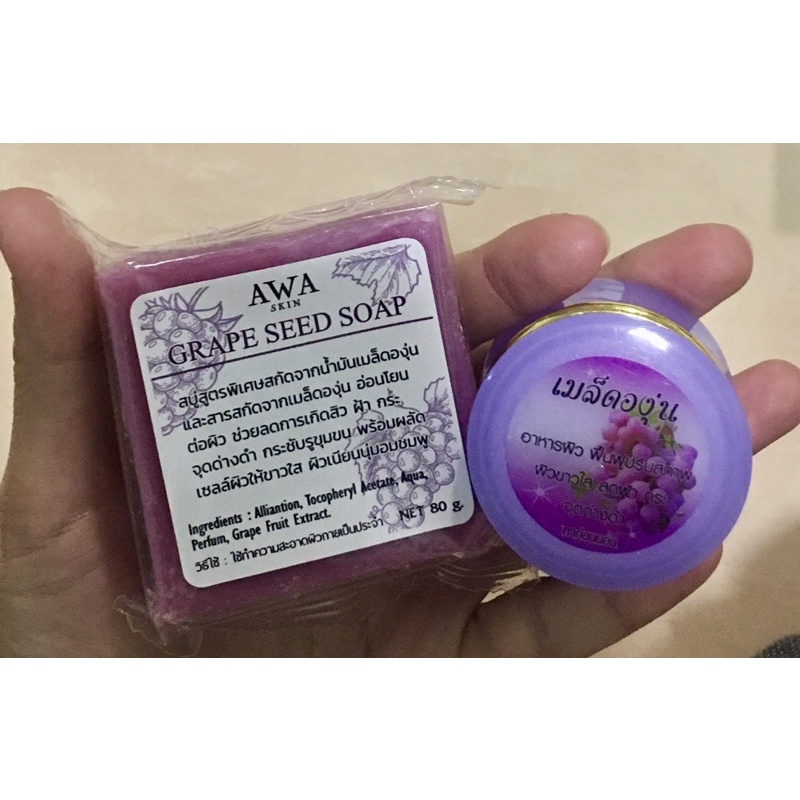 AWA
SKIN
GRAPE SEED SOAP
สบู่สูตรพิเศษสกัดจากน้ำมันเมล็ดองุ่น
และสารสกัดจากเมล็ดองุ่น อ่อนโยน
ต่อผิว ช่วยลดการเกิดสิว ฝ้า กระ
จุดด่างดำ กระชับรูขุมขน พร้อมผลัด
เซลล์ผิวให้ขาวใส ผิวเนียนนุ่มอมชมพู
Ingredients : Alliantion, Tocopheryl Acetate, Aqua,
Perfum, Grape Fruit Extract.
วิธีใช้ : ใช้ทำความสะอาดผิวกายเป็นประจำ NET 80 g.
เมล็ดองุ่น
อาหารผิว ฟื้นฟูปรับสภาพ
ผิวขาวใส ลดฝ้า กระ
จุดด่างดำ
ทาก่อนนอน